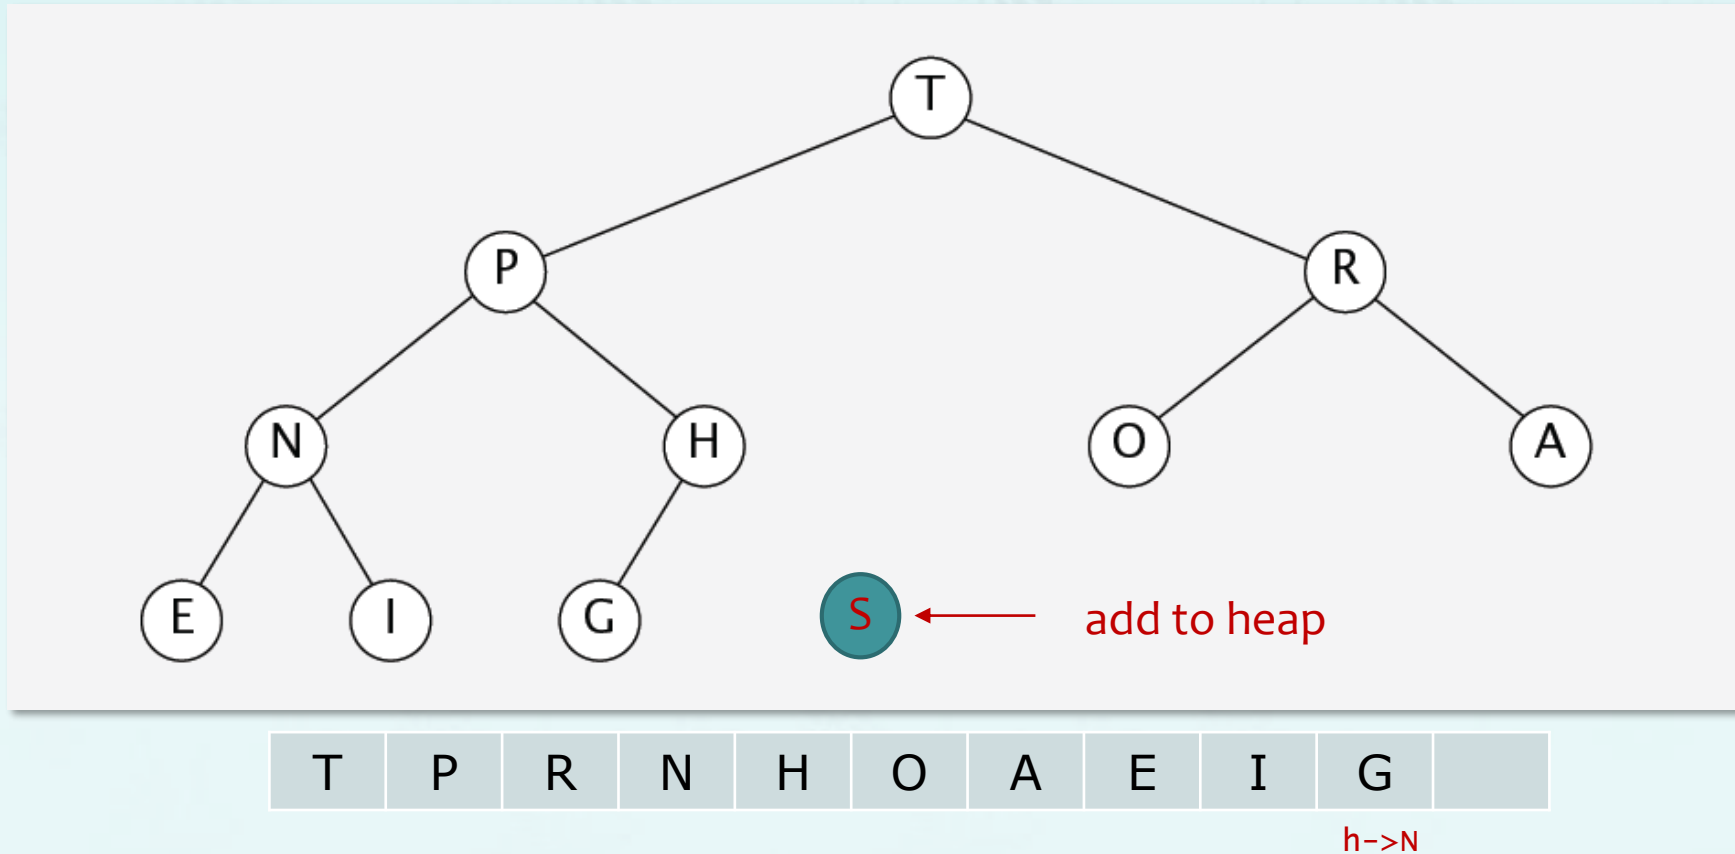 T
P R
N H O A
E I G S add to heap
T P R N H O A E I G
h->N